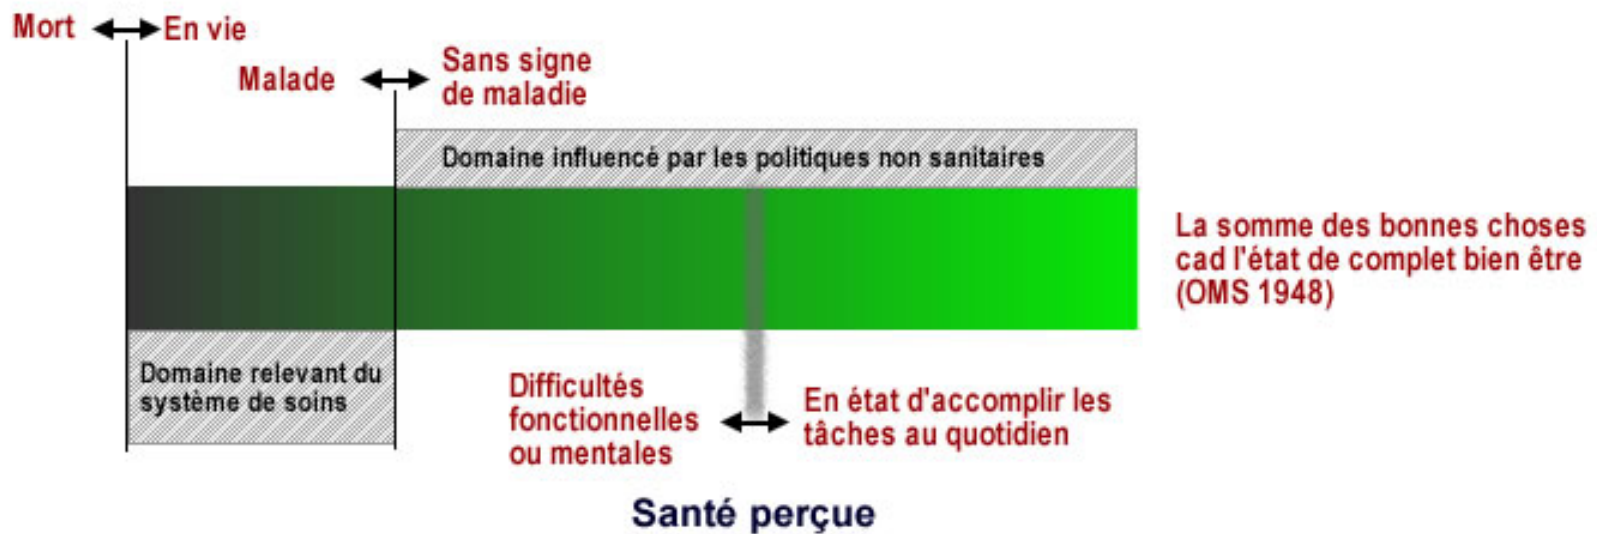 Mort
En vie
Malade
Sans signe
de maladie
Domaine influencé par les politiques non sanitaires
La somme des bonnes choses
cad l'état de complet bien être
(OMS 1948)
Domaine relevant du
système de soins
Difficultés
fonctionnelles
ou mentales
En état d'accomplir les
tâches au quotidien
Santé perçue